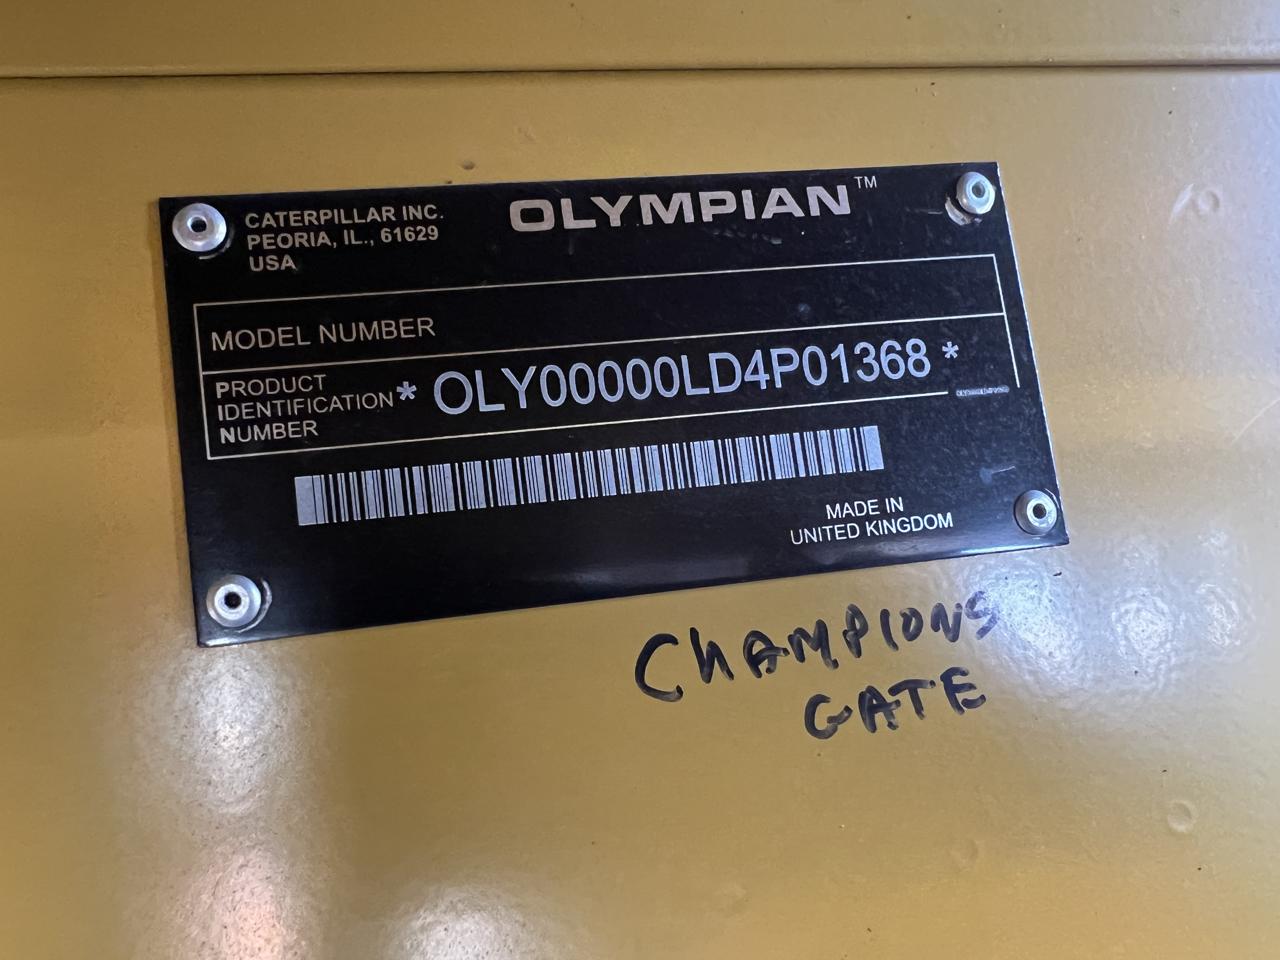 CATERPILLAR INC.
PEORIA, IL., 61629
USA
OLYMPIAN™
MODEL NUMBER
PRODUCT
IDENTIFICATION
NUMBER
* OLY00000LD4P01368 *
MADE IN
UNITED KINGDOM
CHAMPIONS
GATE